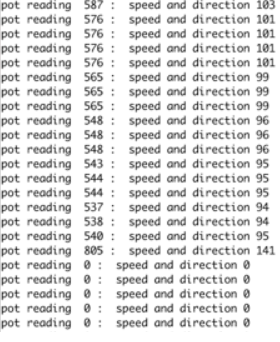 pot reading  587 :  speed and direction 103
pot reading  576 :  speed and direction 101
pot reading  576 :  speed and direction 101
pot reading  576 :  speed and direction 101
pot reading  576 :  speed and direction 101
pot reading  565 :  speed and direction 99
pot reading  565 :  speed and direction 99
pot reading  565 :  speed and direction 99
pot reading  548 :  speed and direction 96
pot reading  548 :  speed and direction 96
pot reading  548 :  speed and direction 96
pot reading  543 :  speed and direction 95
pot reading  544 :  speed and direction 95
pot reading  544 :  speed and direction 95
pot reading  537 :  speed and direction 94
pot reading  538 :  speed and direction 94
pot reading  540 :  speed and direction 95
pot reading  805 :  speed and direction 141
pot reading  0 :  speed and direction 0
pot reading  0 :  speed and direction 0
pot reading  0 :  speed and direction 0
pot reading  0 :  speed and direction 0